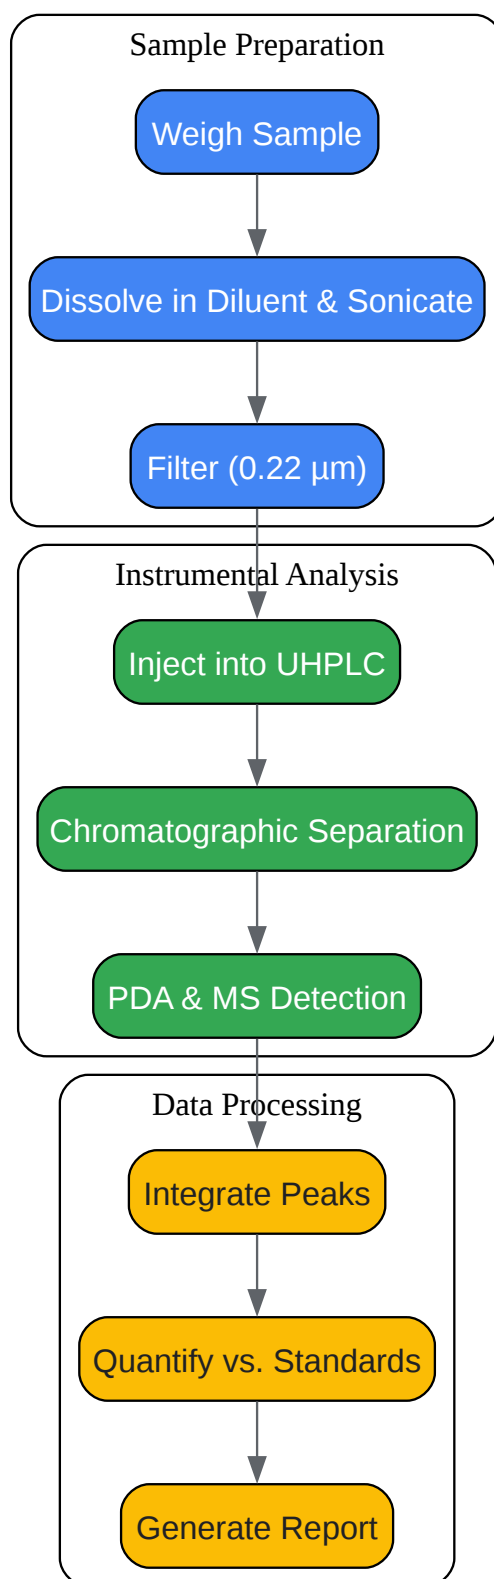 Sample Preparation
Weigh Sample
Dissolve in Diluent & Sonicate
Filter (0.22 µm)
Instrumental Analysis
Inject into UHPLC
Chromatographic Separation
PDA & MS Detection
Data Processing
Integrate Peaks
Quantify vs. Standards
Generate Report